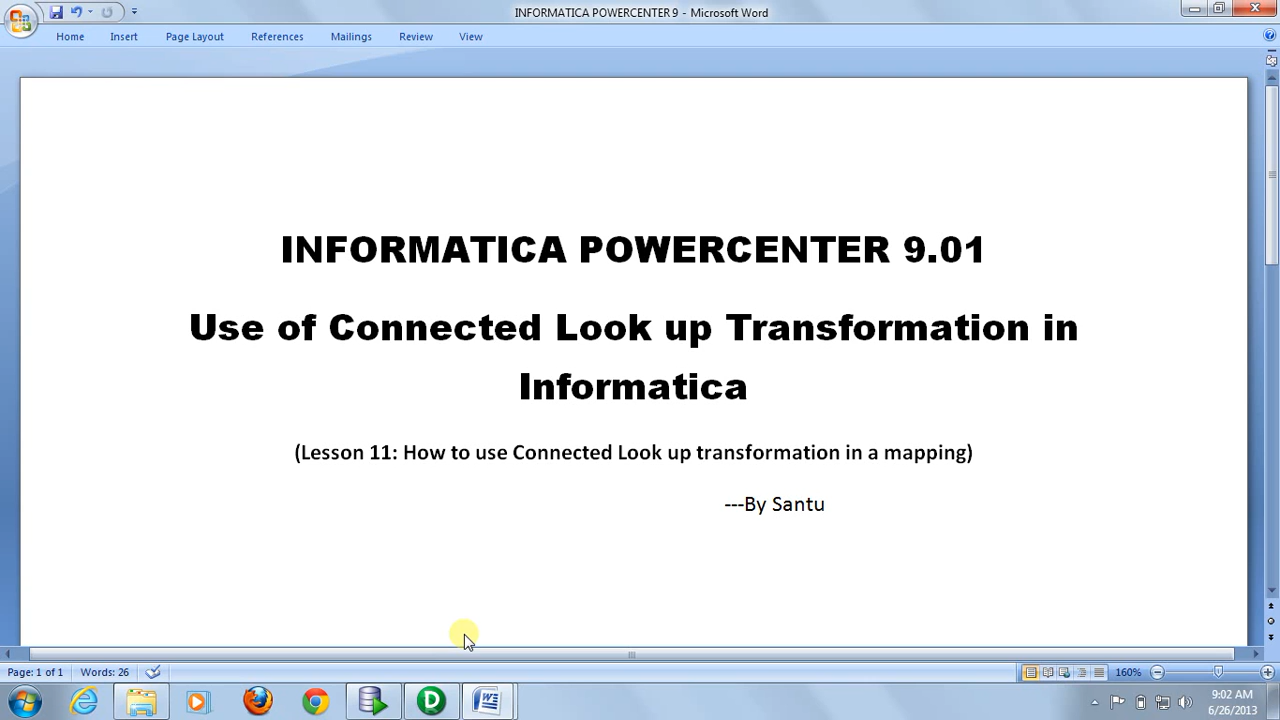 INFORMATICA POWERCENTER 9 - Microsoft Word
Home Insert Page Layout References Mailings Review View
INFORMATICA POWERCENTER 9.01
Use of Connected Look up Transformation in
Informatica
(Lesson 11: How to use Connected Look up transformation in a mapping)
---By Santu
Page: 1 of 1 Words: 26 160%
9:02 AM
6/26/2013